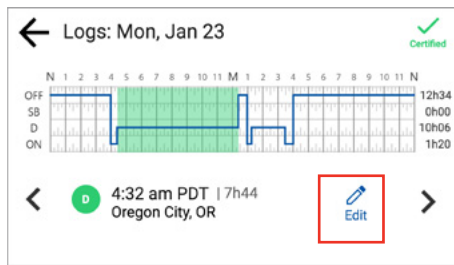 Logs: Mon, Jan 23
Certified
N 1 2 3 4 5 6 7 8 9 10 11 M 1 2 3 4 5 6 7 8 9 10 11 N
OFF 12h34
SB 0h00
D 10h06
ON 1h20
D 4:32 am PDT | 7h44
Oregon City, OR
Edit